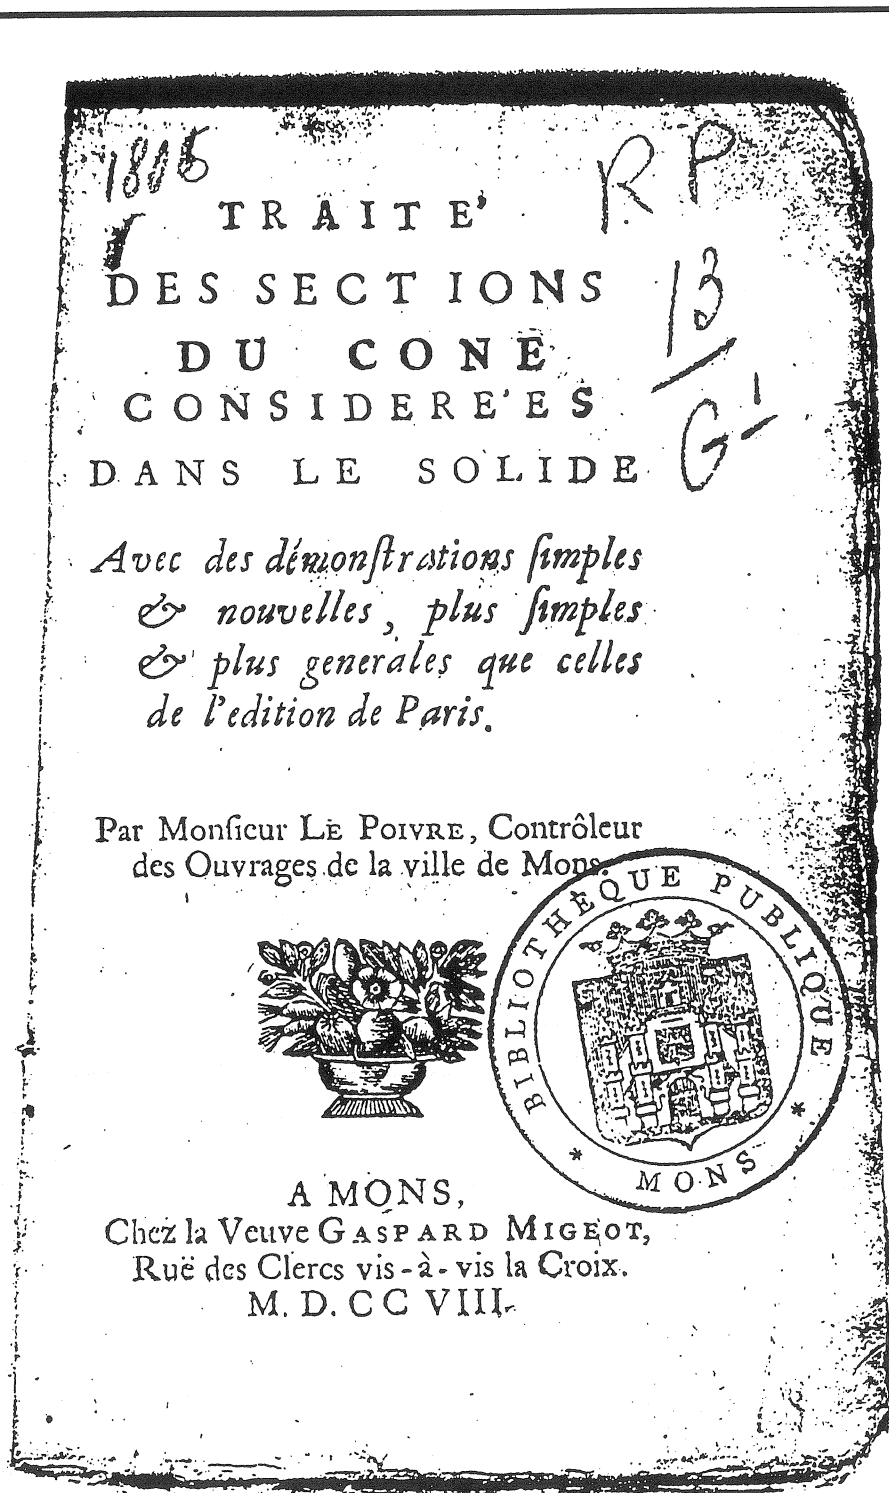 RP
TRAITE'
DES SECTIONS
DU CONE
CONSIDERE'ES
DANS LE SOLIDE
13
G
Avec des démonſtrations ſimples
& nouvelles, plus ſimples
& plus generales que celles
de l'edition de Paris.
Par Monſieur LE POIVRE, Contrôleur
des Ouvrages de la ville de Mons.
BIBLIOTHÈQUE PUBLIQUE
* MONS *
A MONS,
Chez la Veuve GASPARD MIGEOT,
Ruë des Clercs vis-à-vis la Croix.
M. D. CC VIII.